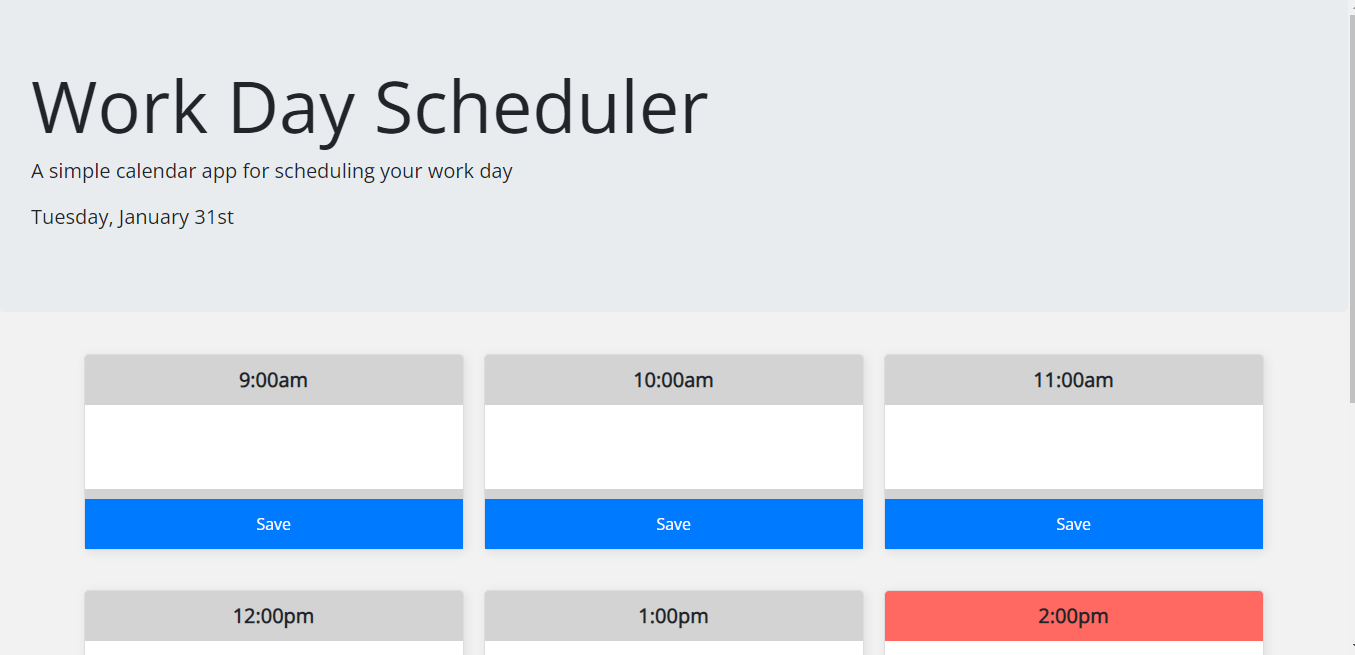 Work Day Scheduler
A simple calendar app for scheduling your work day
Tuesday, January 31st
9:00am
10:00am
11:00am
Save
Save
Save
12:00pm
1:00pm
2:00pm